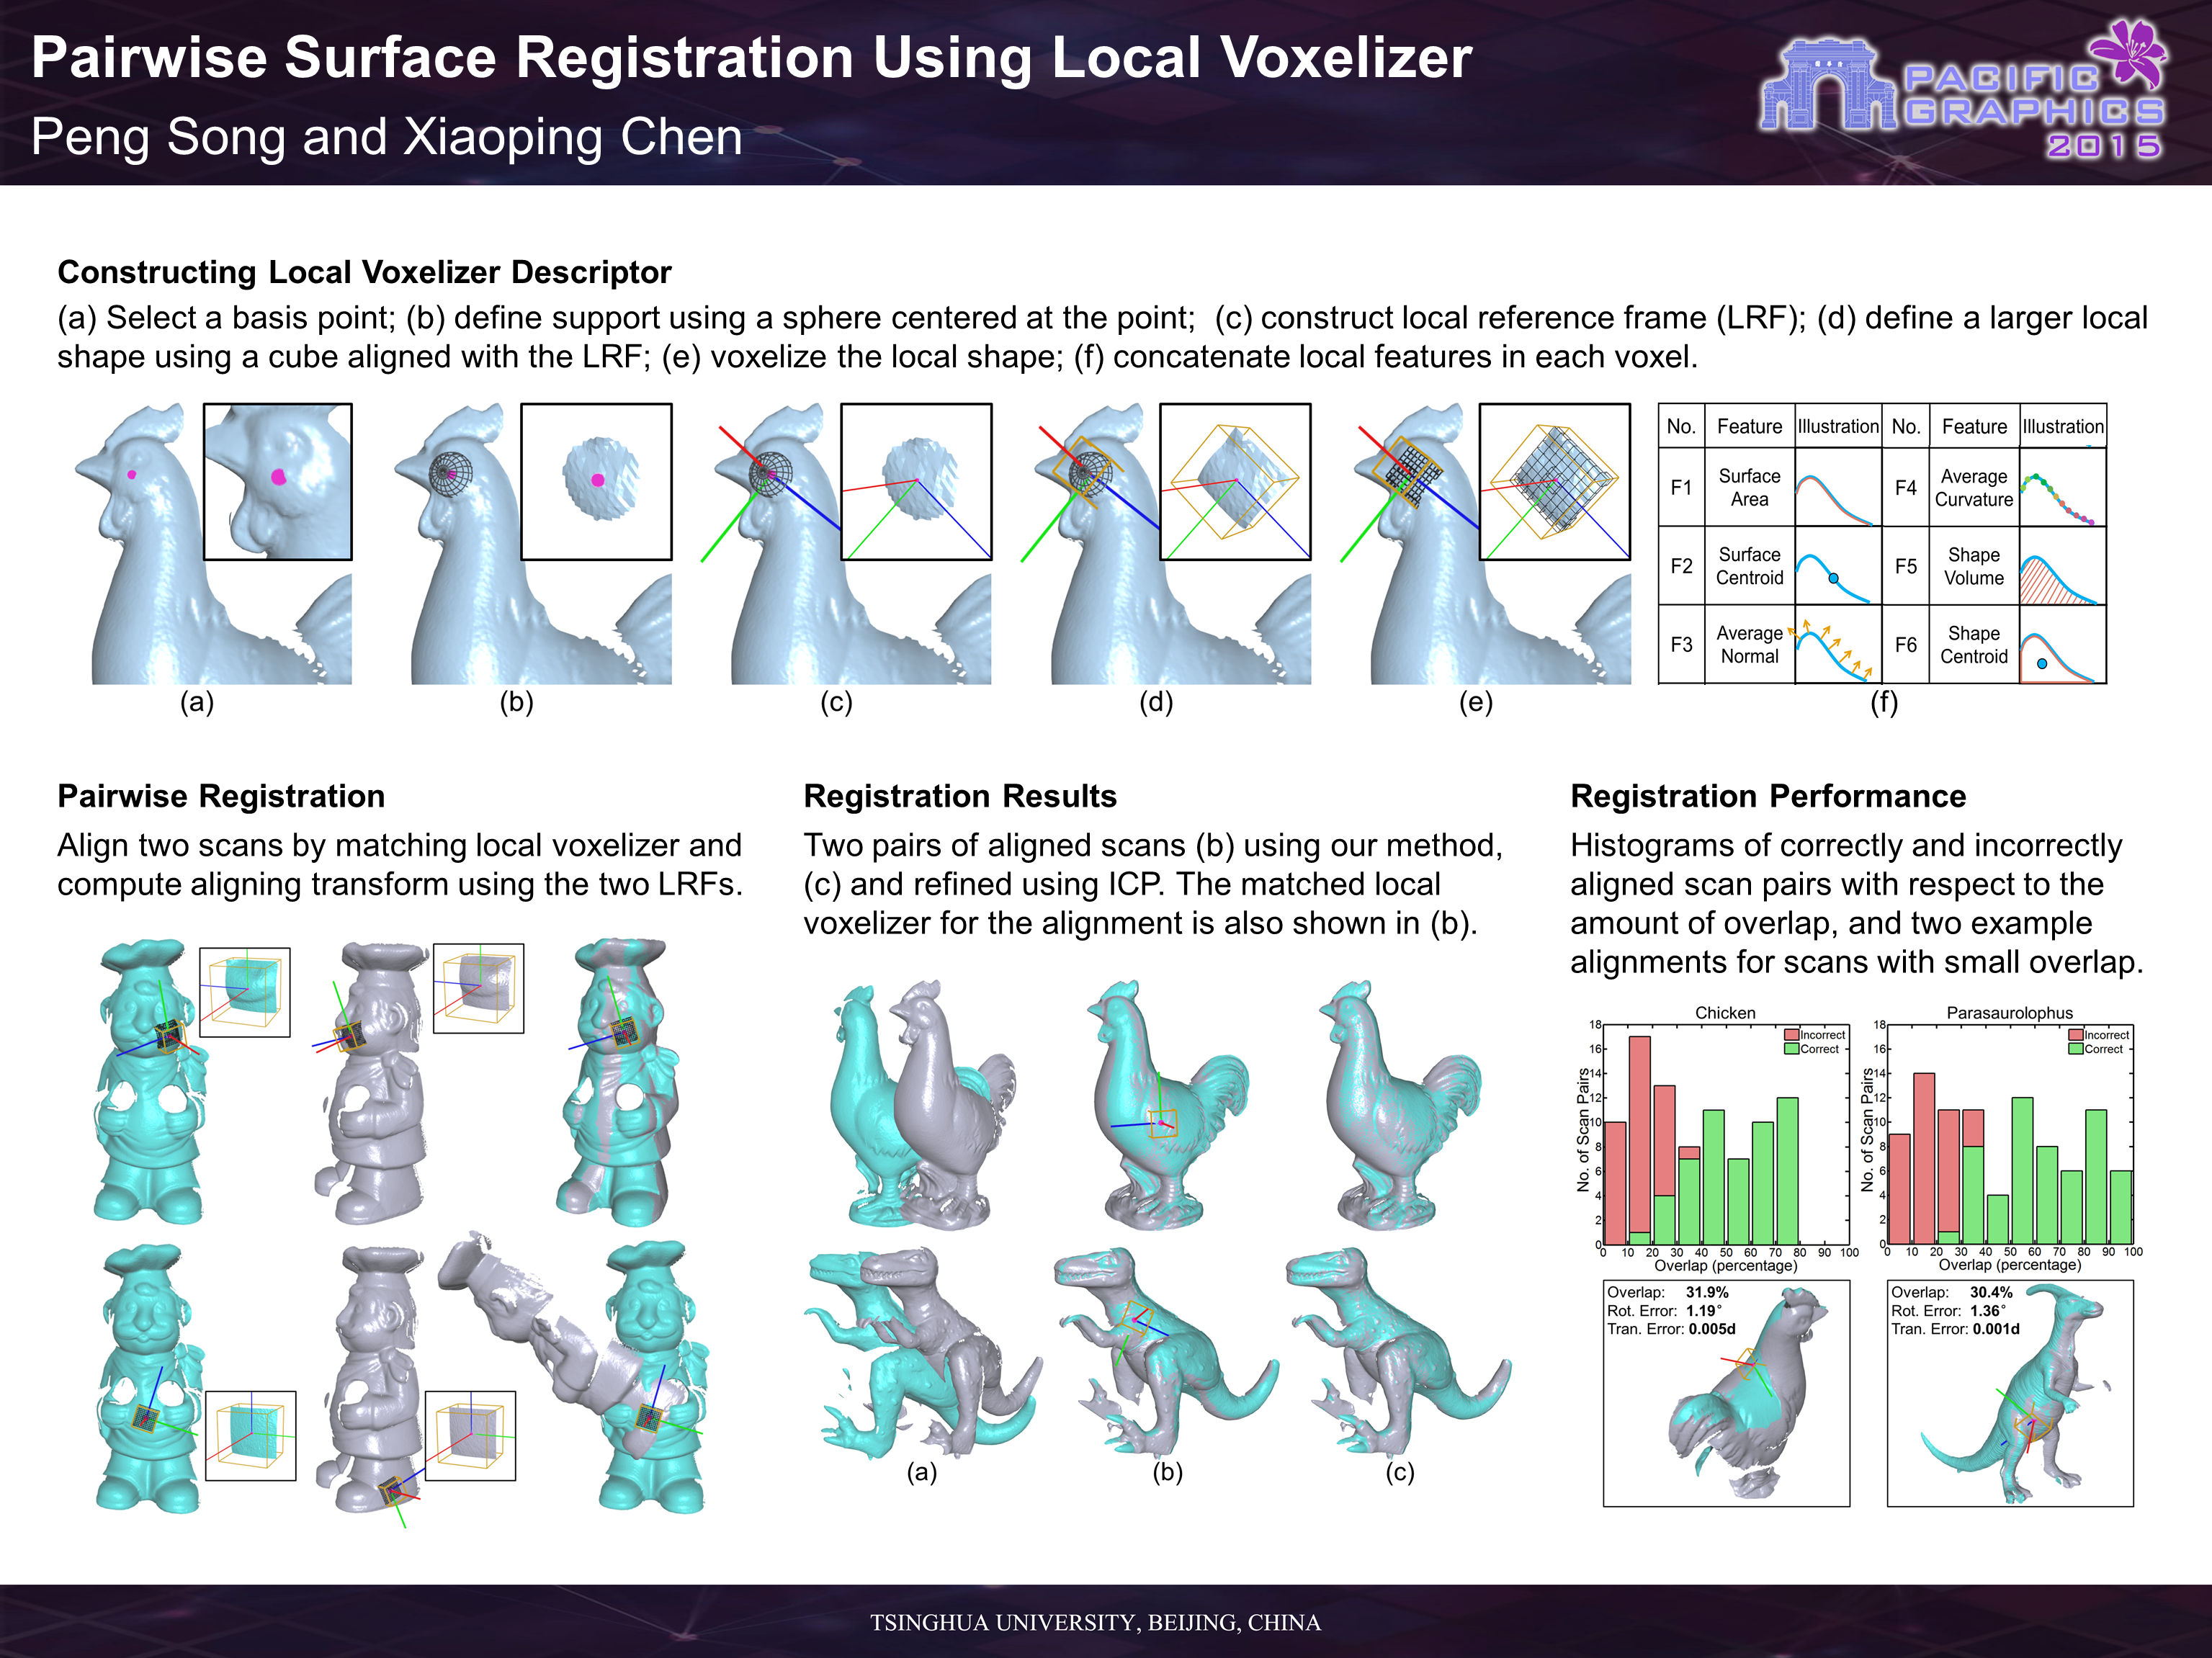 Pairwise Surface Registration Using Local Voxelizer
Peng Song and Xiaoping Chen
PACIFIC
GRAPHICS
2015
Constructing Local Voxelizer Descriptor
(a) Select a basis point; (b) define support using a sphere centered at the point; (c) construct local reference frame (LRF); (d) define a larger local
shape using a cube aligned with the LRF; (e) voxelize the local shape; (f) concatenate local features in each voxel.
No. Feature Illustration No. Feature Illustration
F1 Surface Area F4 Average Curvature
F2 Surface Centroid F5 Shape Volume
F3 Average Normal F6 Shape Centroid
(a) (b) (c) (d) (e) (f)
Pairwise Registration
Align two scans by matching local voxelizer and
compute aligning transform using the two LRFs.
Registration Results
Two pairs of aligned scans (b) using our method,
(c) and refined using ICP. The matched local
voxelizer for the alignment is also shown in (b).
(a) (b) (c)
Registration Performance
Histograms of correctly and incorrectly
aligned scan pairs with respect to the
amount of overlap, and two example
alignments for scans with small overlap.
Chicken
No. of Scan Pairs
18
16
14
12
10
8
6
4
2
0
Incorrect
Correct
0 10 20 30 40 50 60 70 80 90 100
Overlap (percentage)
Parasaurolophus
No. of Scan Pairs
18
16
14
12
10
8
6
4
2
0
Incorrect
Correct
0 10 20 30 40 50 60 70 80 90 100
Overlap (percentage)
Overlap: 31.9%
Rot. Error: 1.19°
Tran. Error: 0.005d
Overlap: 30.4%
Rot. Error: 1.36°
Tran. Error: 0.001d
TSINGHUA UNIVERSITY, BEIJING, CHINA